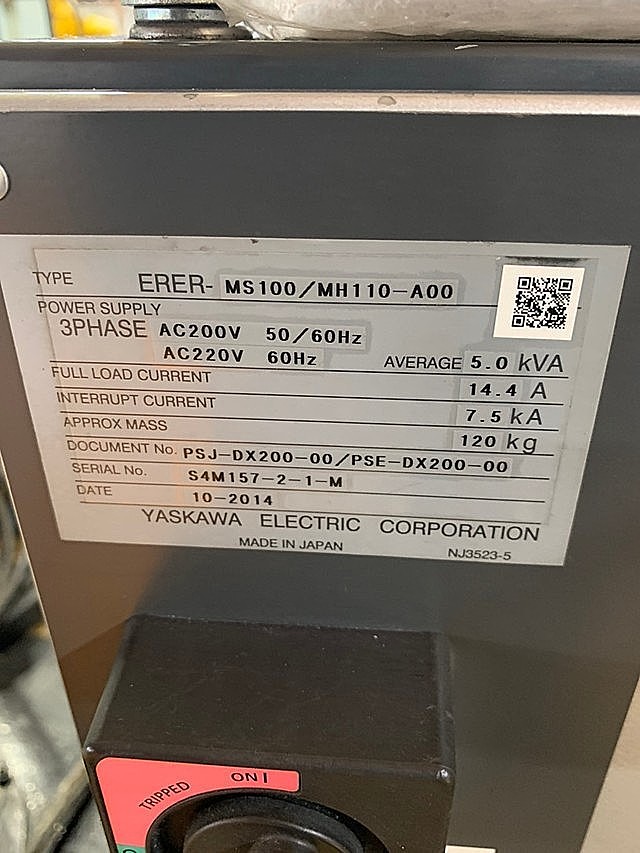 TYPE ERER- MS100/MH110-A00
POWER SUPPLY
3PHASE AC200V 50/60Hz
AC220V 60Hz AVERAGE 5.0 kVA
FULL LOAD CURRENT 14.4 A
INTERRUPT CURRENT 7.5 kA
APPROX MASS 120 kg
DOCUMENT No. PSJ-DX200-00/PSE-DX200-00
SERIAL No. S4M157-2-1-M
DATE 10-2014
YASKAWA ELECTRIC CORPORATION
MADE IN JAPAN NJ3523-5
TRIPPED ON I